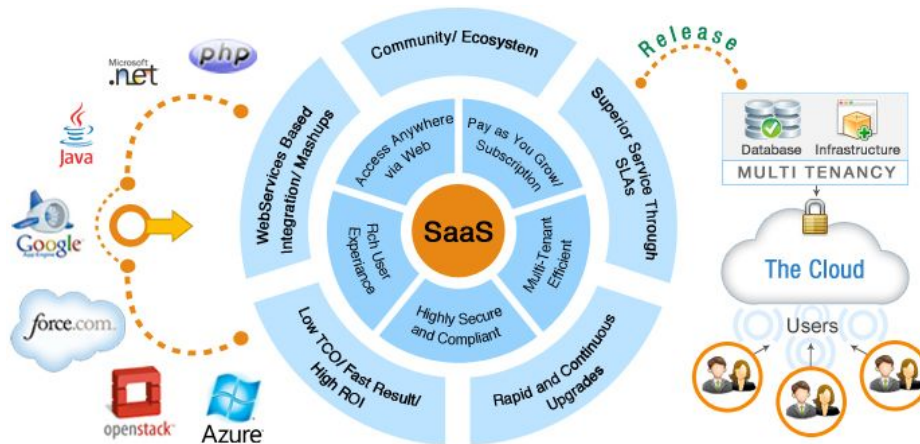 php
Microsoft
.net
Java
Google
App Engine
force.com
openstack
Azure
Community/ Ecosystem
WebServices Based
Integration/ Mashups
Superior Service Through
SLAs
Low TCO/ Fast Result/
High ROI
Rapid and Continuous
Upgrades
Access Anywhere
via Web
Pay as You Grow/
Subscription
Rch User
Experiance
Multi-Tenant
Efficient
Highly Secure
and Compliant
SaaS
Release
Database
Infrastructure
MULTI TENANCY
The Cloud
Users